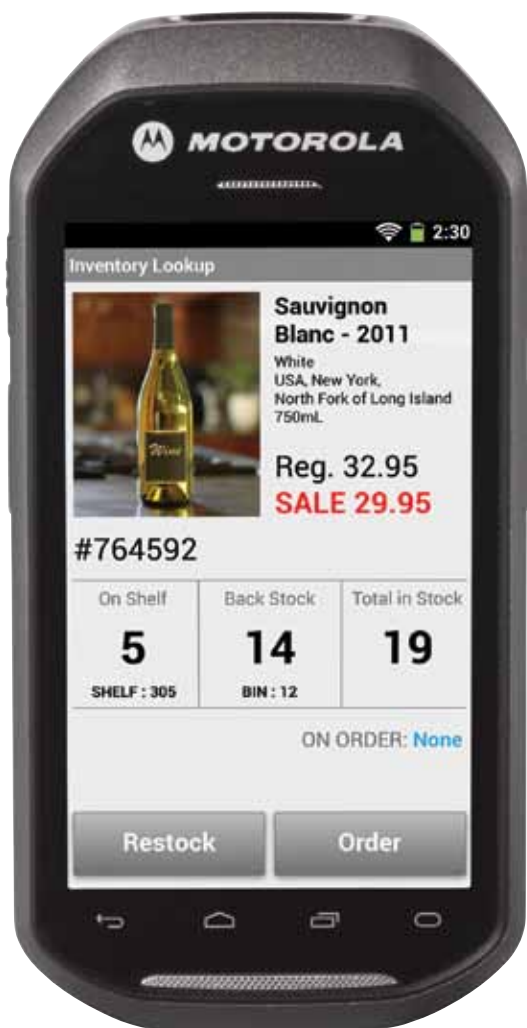 MOTOROLA
2:30
Inventory Lookup
Sauvignon
Blanc - 2011
White
USA, New York,
North Fork of Long Island
750mL
Wine
Reg. 32.95
SALE 29.95
#764592
On Shelf
Back Stock
Total in Stock
5
14
19
SHELF : 305
BIN : 12
ON ORDER: None
Restock
Order